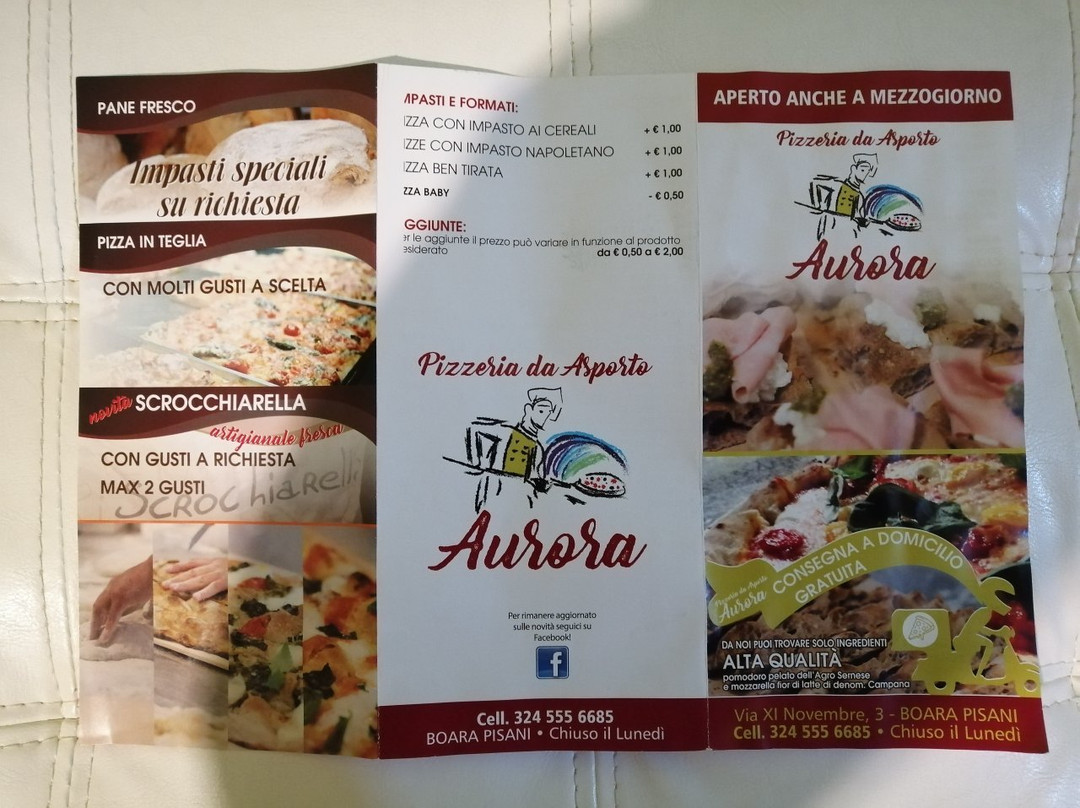 PANE FRESCO
Impasti speciali
su richiesta
PIZZA IN TEGLIA
CON MOLTI GUSTI A SCELTA
novità SCROCCHIARELLA
artigianale fresca
CON GUSTI A RICHIESTA
MAX 2 GUSTI
MPASTI E FORMATI:
IZZA CON IMPASTO AI CEREALI + € 1,00
IZZE CON IMPASTO NAPOLETANO + € 1,00
IZZA BEN TIRATA + € 1,00
ZZA BABY - € 0,50
GGIUNTE:
er le aggiunte il prezzo può variare in funzione al prodotto
esiderato da € 0,50 a € 2,00
Pizzeria da Asporto
Aurora
Per rimanere aggiornato
sulle novità seguici su
Facebook!
f
Cell. 324 555 6685
BOARA PISANI • Chiuso il Lunedì
APERTO ANCHE A MEZZOGIORNO
Pizzeria da Asporto
Aurora
Pizzeria da Asporto
Aurora
CONSEGNA A DOMICILIO
GRATUITA
DA NOI PUOI TROVARE SOLO INGREDIENTI
ALTA QUALITÀ
pomodoro pelato dell'Agro Sernese
e mozzarella fior di latte di denom. Campana
Via XI Novembre, 3 - BOARA PISANI
Cell. 324 555 6685 • Chiuso il Lunedì